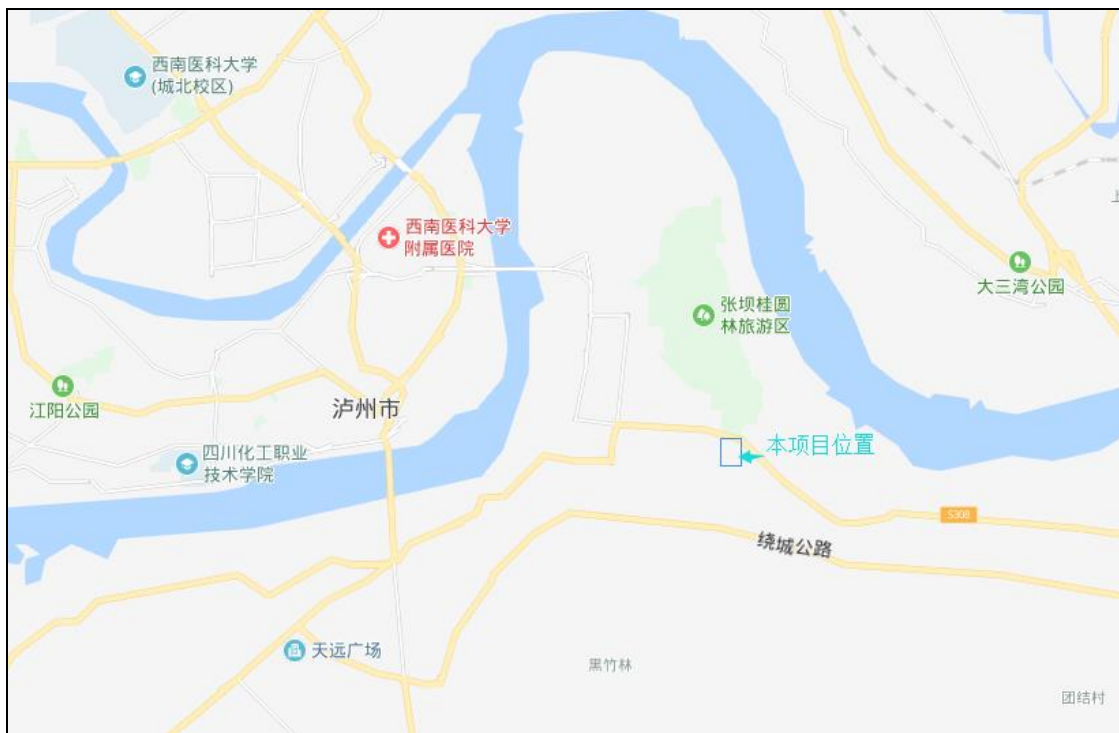 西南医科大学
(城北校区)
西南医科大学
附属医院
大三湾公园
张坝桂圆
林旅游区
江阳公园
泸州市
本项目位置
四川化工职业
技术学院
S308
绕城公路
天远广场
黑竹林
团结村